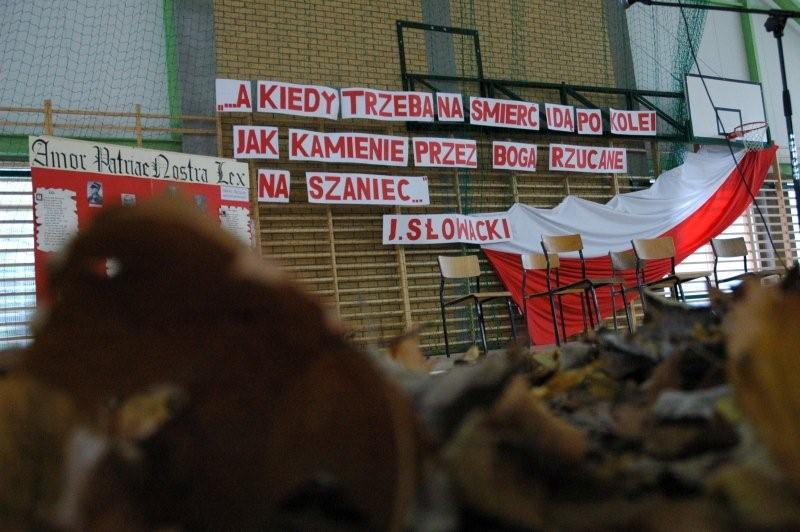 „...A KIEDY TRZEBA NA ŚMIERĆ IDĄ PO KOLEI
JAK KAMIENIE PRZEZ BOGA RZUCANE
NA SZANIEC..."
J. SŁOWACKI
Amor Patriae Nostra Lex